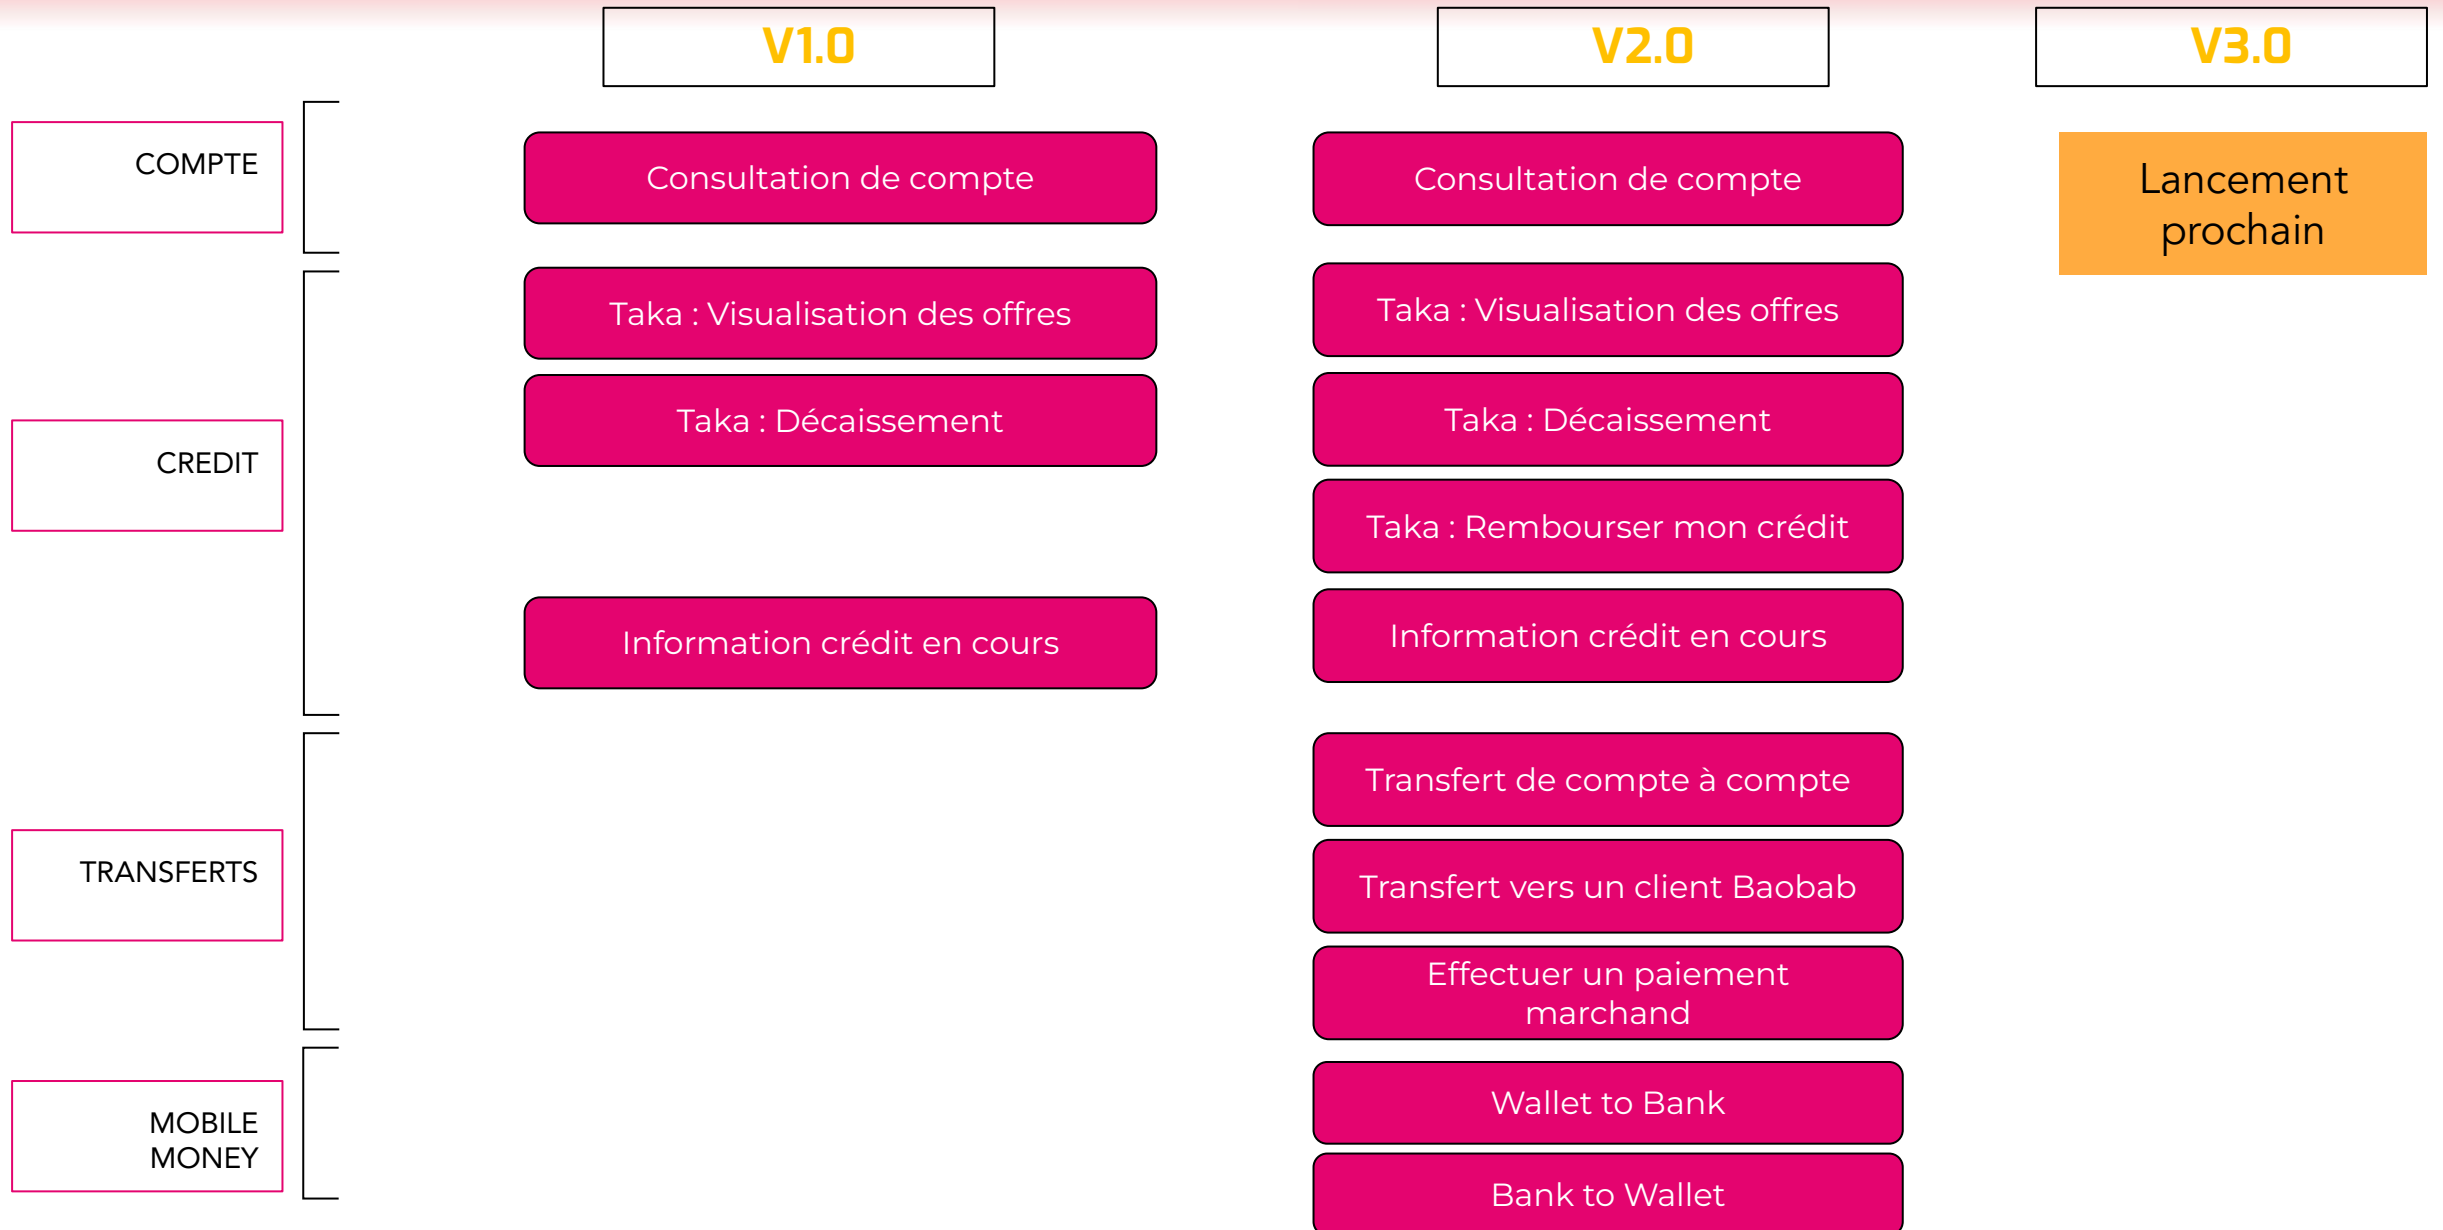 V1.0
V2.0
V3.0
COMPTE
Consultation de compte
Consultation de compte
Lancement
prochain
CREDIT
Taka : Visualisation des offres
Taka : Visualisation des offres
Taka : Décaissement
Taka : Décaissement
Taka : Rembourser mon crédit
Information crédit en cours
Information crédit en cours
TRANSFERTS
Transfert de compte à compte
Transfert vers un client Baobab
Effectuer un paiement
marchand
MOBILE
MONEY
Wallet to Bank
Bank to Wallet